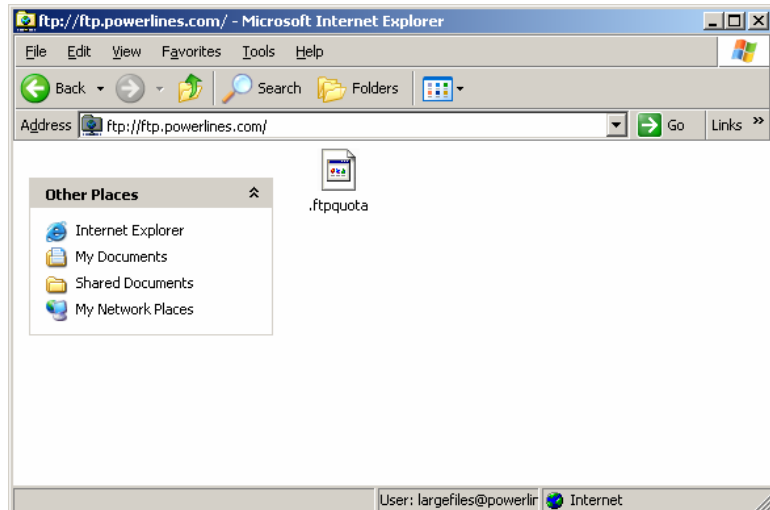 ftp://ftp.powerlines.com/ - Microsoft Internet Explorer
File Edit View Favorites Tools Help
Back Search Folders
Address ftp://ftp.powerlines.com/ Go Links »
Other Places
Internet Explorer
My Documents
Shared Documents
My Network Places
.ftpquota
User: largefiles@powerlin Internet